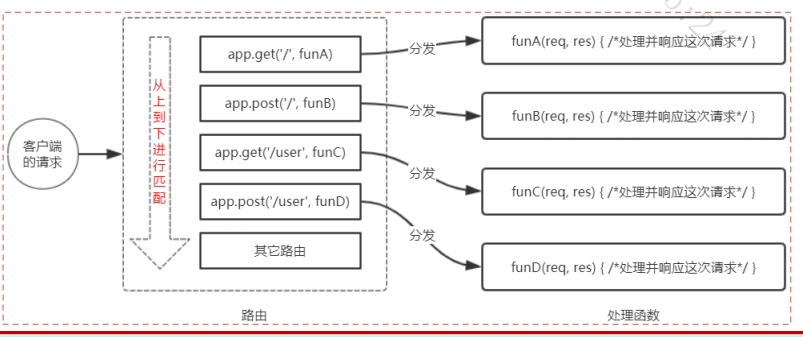 客户端
的请求
从上到下进行匹配
app.get('/', funA)
app.post('/', funB)
app.get('/user', funC)
app.post('/user', funD)
其它路由
分发
分发
分发
分发
funA(req, res) { /*处理并响应这次请求*/ }
funB(req, res) { /*处理并响应这次请求*/ }
funC(req, res) { /*处理并响应这次请求*/ }
funD(req, res) { /*处理并响应这次请求*/ }
路由
处理函数